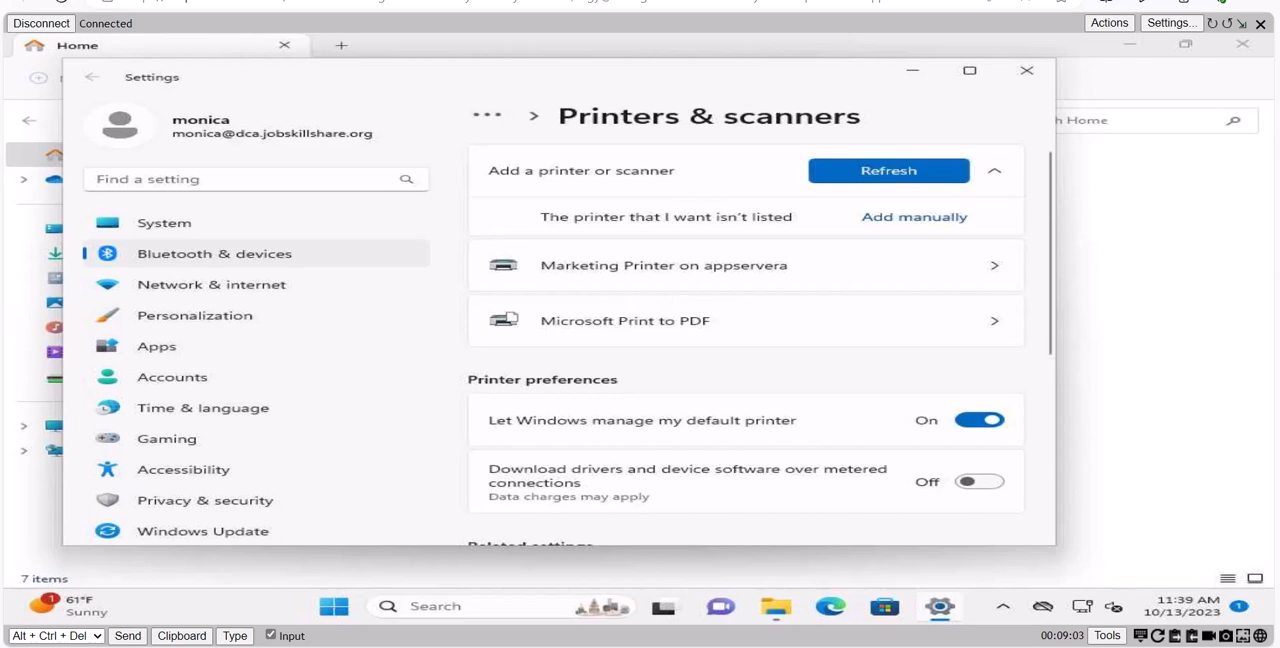 Disconnect Connected
Actions Settings...
Home
h Home
Settings
monica
monica@dca.jobskillshare.org
Find a setting
System
Bluetooth & devices
Network & internet
Personalization
Apps
Accounts
Time & language
Gaming
Accessibility
Privacy & security
Windows Update
Printers & scanners
Add a printer or scanner Refresh
The printer that I want isn't listed Add manually
Marketing Printer on appservera
Microsoft Print to PDF
Printer preferences
Let Windows manage my default printer On
Download drivers and device software over metered
connections
Data charges may apply
Off
Related settings
7 items
1
61°F
Sunny
Search
11:39 AM
10/13/2023
1
Alt + Ctrl + Del Send Clipboard Type Input 00:09:03 Tools